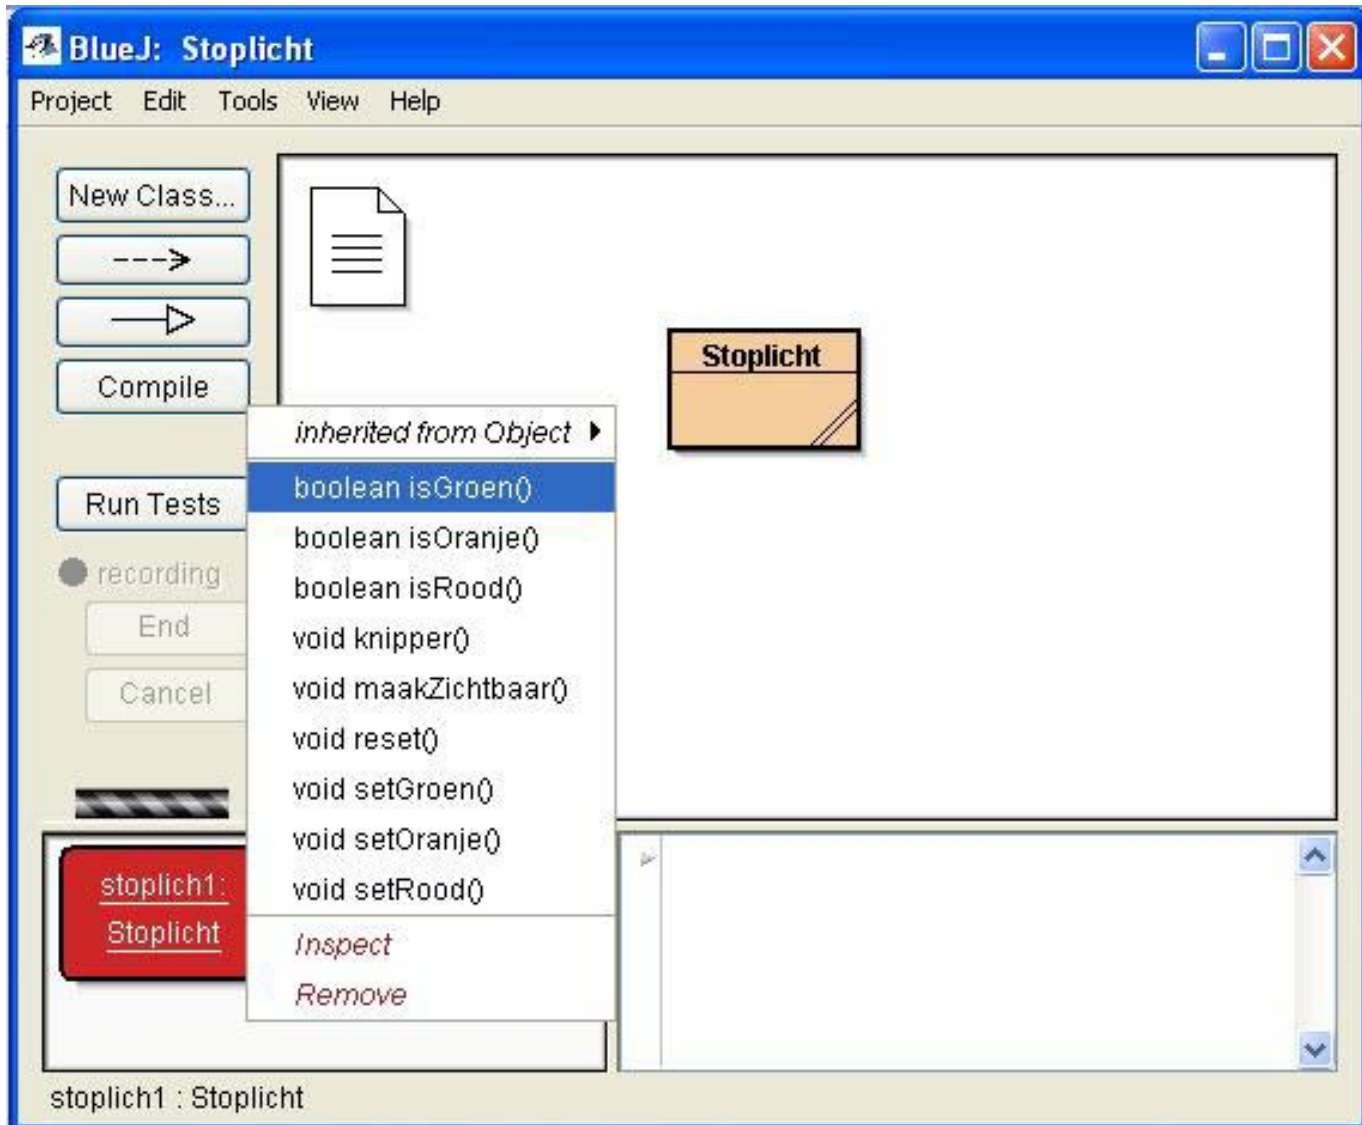 BlueJ: Stoplicht
Project Edit Tools View Help
New Class...
Compile
Run Tests
recording
End
Cancel
Stoplicht
inherited from Object
boolean isGroen()
boolean isOranje()
boolean isRood()
void knipper()
void maakZichtbaar()
void reset()
void setGroen()
void setOranje()
void setRood()
Inspect
Remove
stoplich1:
Stoplicht
stoplich1 : Stoplicht